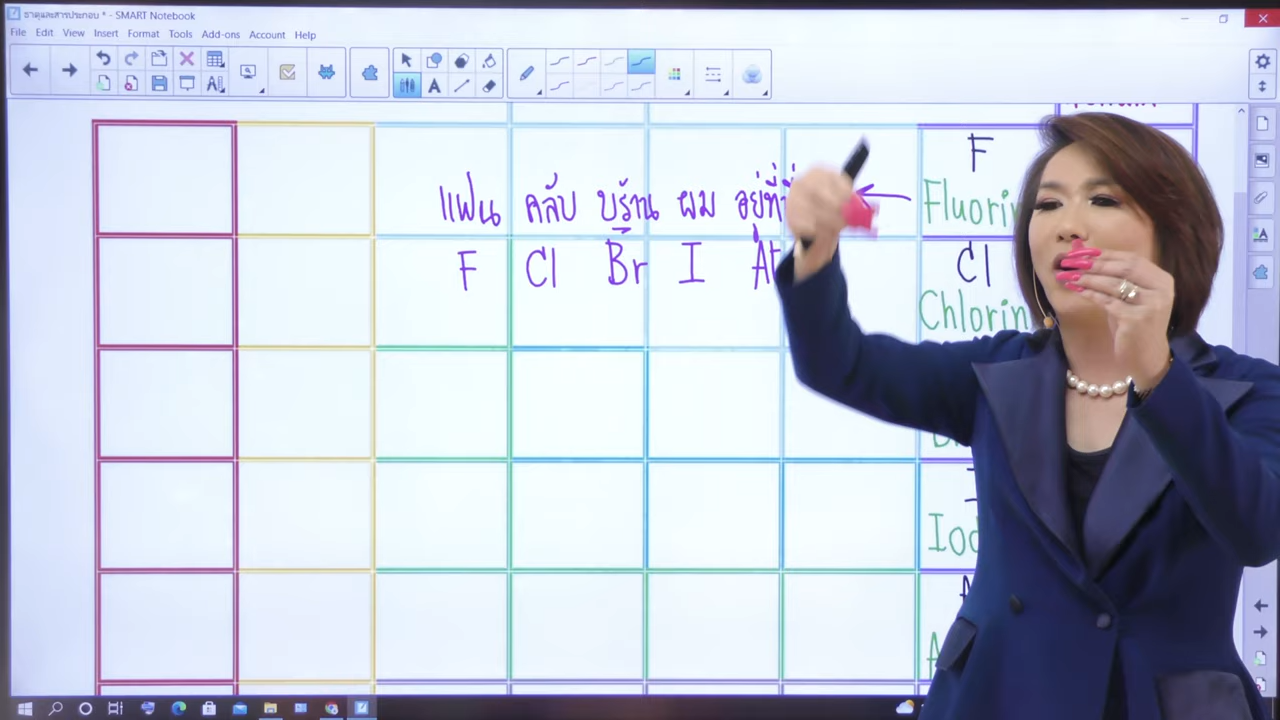 ธาตุและสารประกอบ * - SMART Notebook
File Edit View Insert Format Tools Add-ons Account Help
F
แฟน คลับ บร้าน ผม อยู่ที่
Fluorin
F Cl Br I At
Cl
Chlorin
Iod